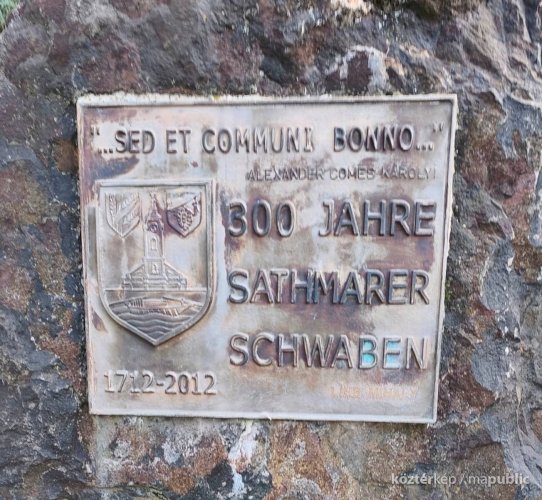 "...SED ET COMMUNI BONNO..."
ALEXANDER COMES KÁROLYI
300 JAHRE
SATHMARER
SCHWABEN
1712-2012
köztérkép / mapublic